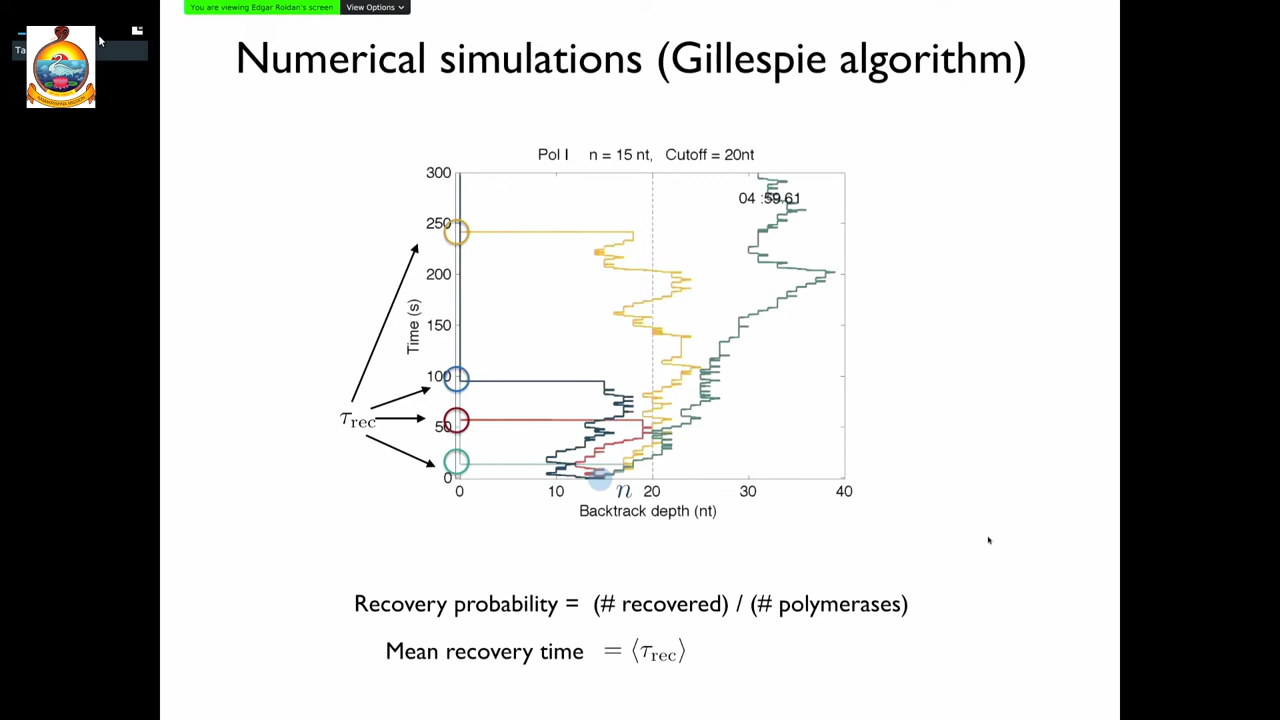 You are viewing Edgar Roldan's screen
View Options
Ta
Numerical simulations (Gillespie algorithm)
Pol I n = 15 nt, Cutoff = 20nt
300
04 :59.61
250
200
150
100
50
0
Time (s)
τrec
0 10 n 20 30 40
Backtrack depth (nt)
Recovery probability = (# recovered) / (# polymerases)
Mean recovery time = ⟨τrec⟩